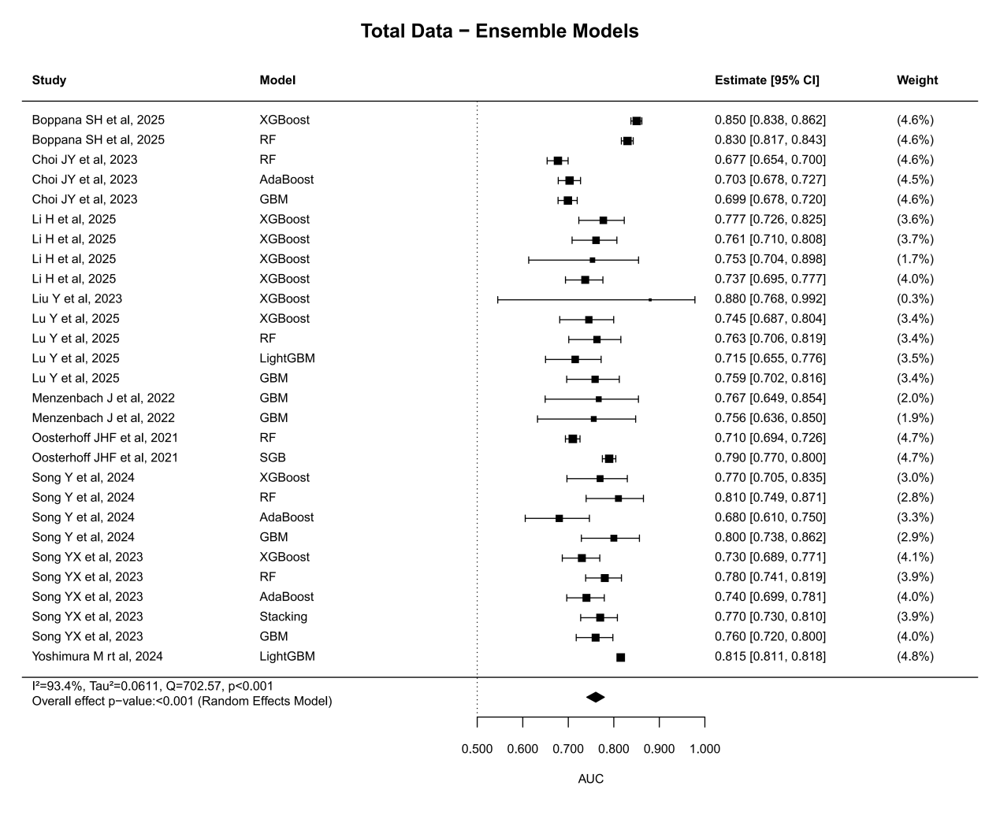 Total Data − Ensemble Models
Study Model Estimate [95% CI] Weight
Boppana SH et al, 2025 XGBoost 0.850 [0.838, 0.862] (4.6%)
Boppana SH et al, 2025 RF 0.830 [0.817, 0.843] (4.6%)
Choi JY et al, 2023 RF 0.677 [0.654, 0.700] (4.6%)
Choi JY et al, 2023 AdaBoost 0.703 [0.678, 0.727] (4.5%)
Choi JY et al, 2023 GBM 0.699 [0.678, 0.720] (4.6%)
Li H et al, 2025 XGBoost 0.777 [0.726, 0.825] (3.6%)
Li H et al, 2025 XGBoost 0.761 [0.710, 0.808] (3.7%)
Li H et al, 2025 XGBoost 0.753 [0.704, 0.898] (1.7%)
Li H et al, 2025 XGBoost 0.737 [0.695, 0.777] (4.0%)
Liu Y et al, 2023 XGBoost 0.880 [0.768, 0.992] (0.3%)
Lu Y et al, 2025 XGBoost 0.745 [0.687, 0.804] (3.4%)
Lu Y et al, 2025 RF 0.763 [0.706, 0.819] (3.4%)
Lu Y et al, 2025 LightGBM 0.715 [0.655, 0.776] (3.5%)
Lu Y et al, 2025 GBM 0.759 [0.702, 0.816] (3.4%)
Menzenbach J et al, 2022 GBM 0.767 [0.649, 0.854] (2.0%)
Menzenbach J et al, 2022 GBM 0.756 [0.636, 0.850] (1.9%)
Oosterhoff JHF et al, 2021 RF 0.710 [0.694, 0.726] (4.7%)
Oosterhoff JHF et al, 2021 SGB 0.790 [0.770, 0.800] (4.7%)
Song Y et al, 2024 XGBoost 0.770 [0.705, 0.835] (3.0%)
Song Y et al, 2024 RF 0.810 [0.749, 0.871] (2.8%)
Song Y et al, 2024 AdaBoost 0.680 [0.610, 0.750] (3.3%)
Song Y et al, 2024 GBM 0.800 [0.738, 0.862] (2.9%)
Song YX et al, 2023 XGBoost 0.730 [0.689, 0.771] (4.1%)
Song YX et al, 2023 RF 0.780 [0.741, 0.819] (3.9%)
Song YX et al, 2023 AdaBoost 0.740 [0.699, 0.781] (4.0%)
Song YX et al, 2023 Stacking 0.770 [0.730, 0.810] (3.9%)
Song YX et al, 2023 GBM 0.760 [0.720, 0.800] (4.0%)
Yoshimura M rt al, 2024 LightGBM 0.815 [0.811, 0.818] (4.8%)
I²=93.4%, Tau²=0.0611, Q=702.57, p<0.001
Overall effect p−value:<0.001 (Random Effects Model)
0.500 0.600 0.700 0.800 0.900 1.000
AUC